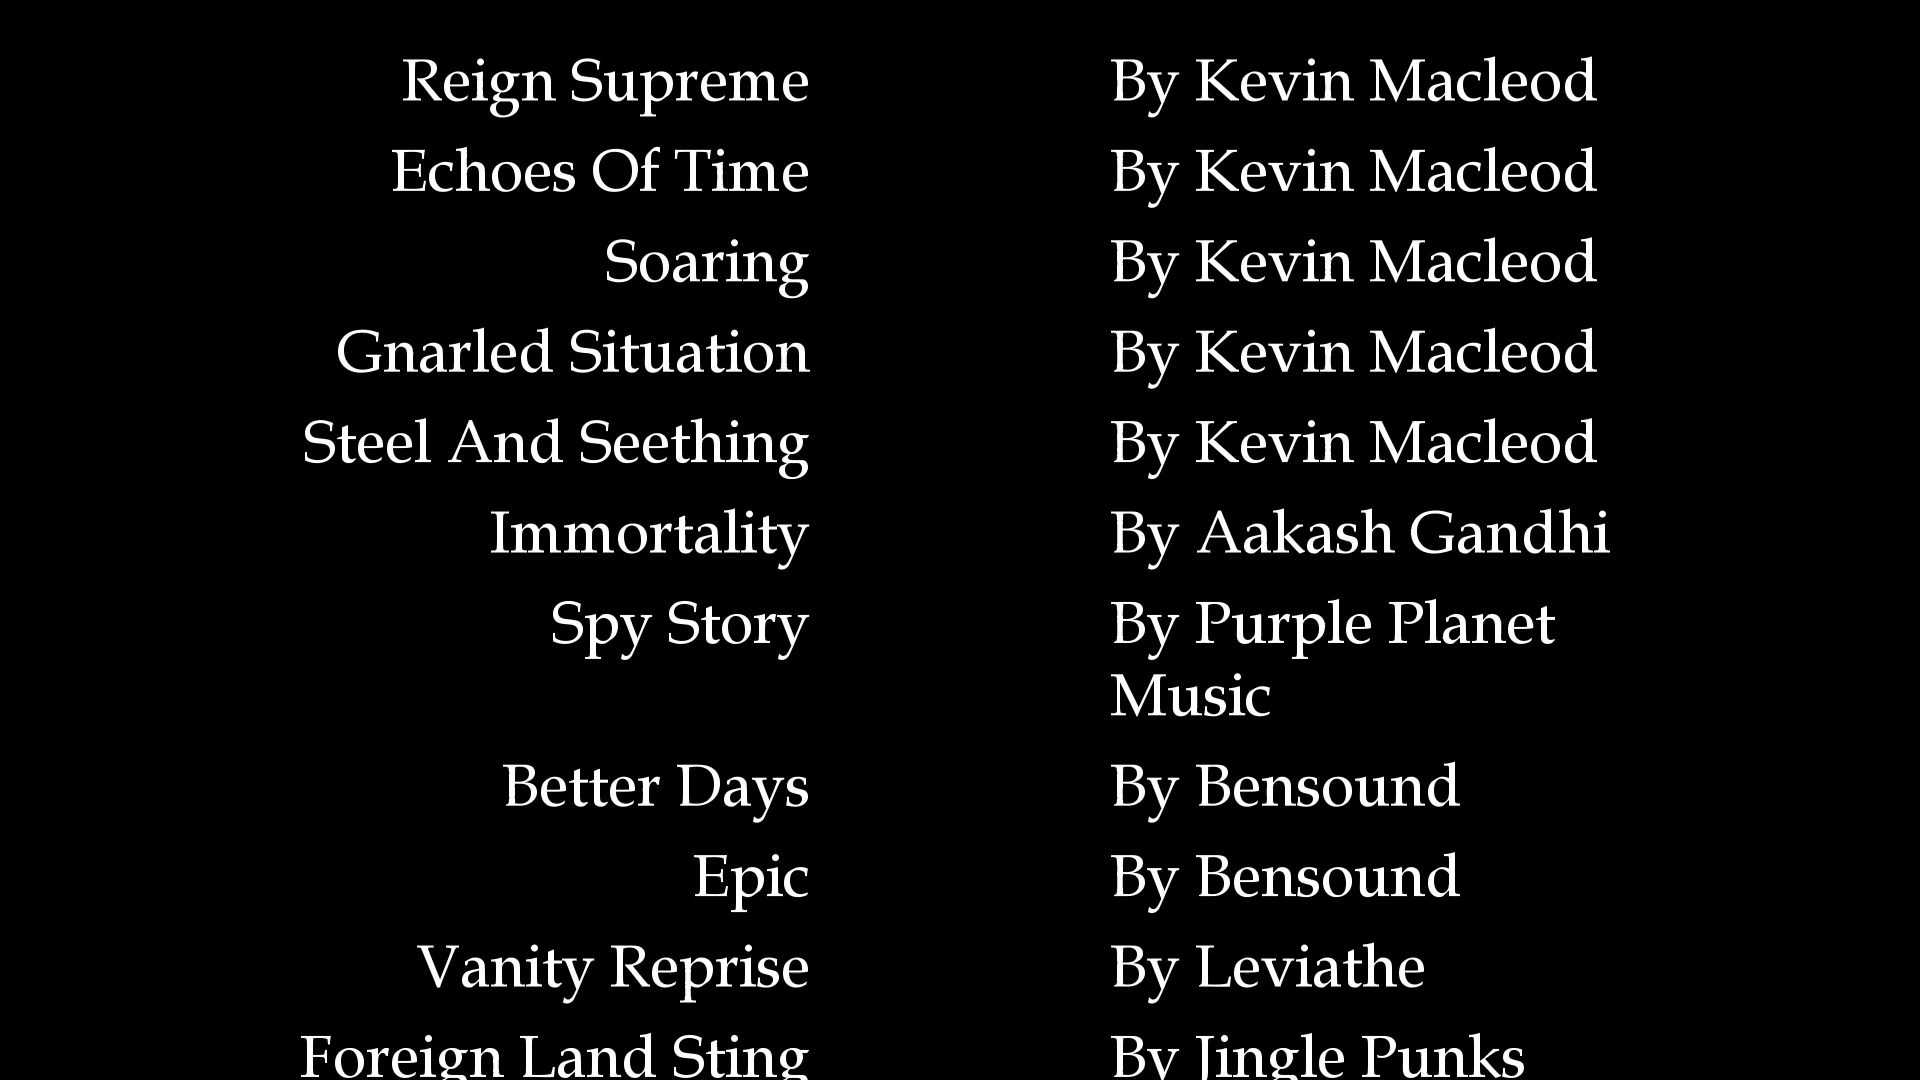 Reign Supreme By Kevin Macleod
Echoes Of Time By Kevin Macleod
Soaring By Kevin Macleod
Gnarled Situation By Kevin Macleod
Steel And Seething By Kevin Macleod
Immortality By Aakash Gandhi
Spy Story By Purple Planet
Music
Better Days By Bensound
Epic By Bensound
Vanity Reprise By Leviathe
Foreign Land Sting By Jingle Punks